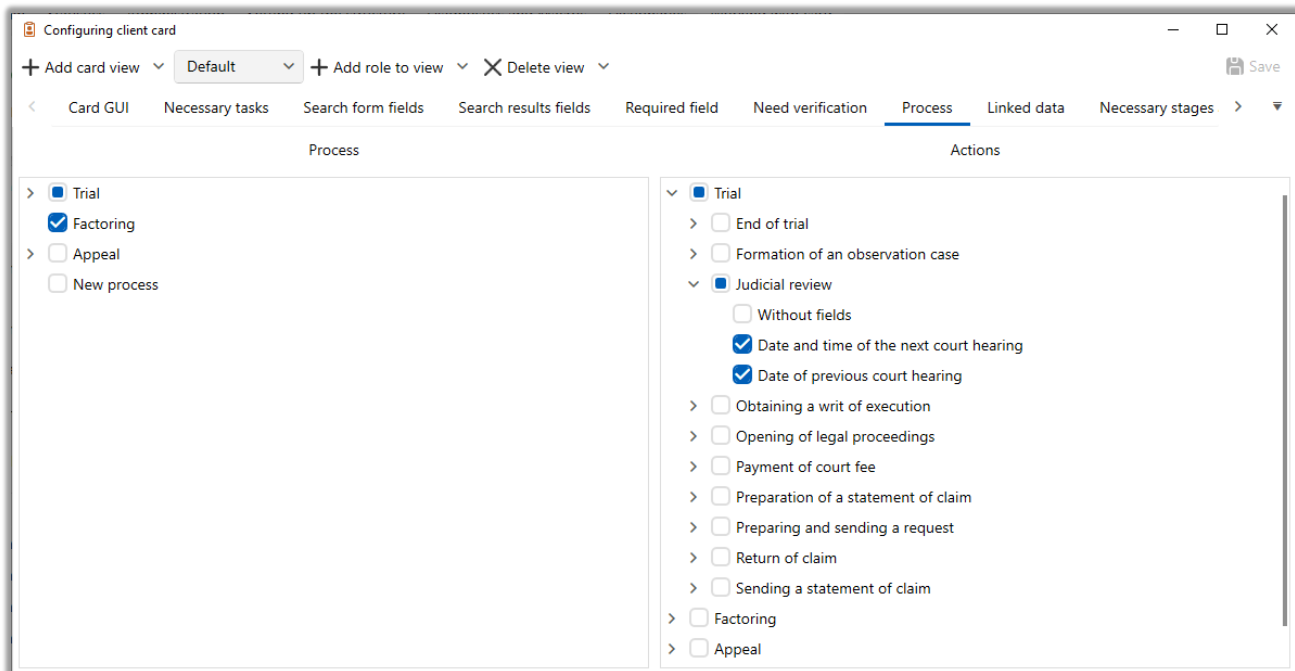 Configuring client card
Add card view Default Add role to view Delete view Save
Card GUI Necessary tasks Search form fields Search results fields Required field Need verification Process Linked data Necessary stages
Process
Trial
Factoring
Appeal
New process
Actions
Trial
End of trial
Formation of an observation case
Judicial review
Without fields
Date and time of the next court hearing
Date of previous court hearing
Obtaining a writ of execution
Opening of legal proceedings
Payment of court fee
Preparation of a statement of claim
Preparing and sending a request
Return of claim
Sending a statement of claim
Factoring
Appeal